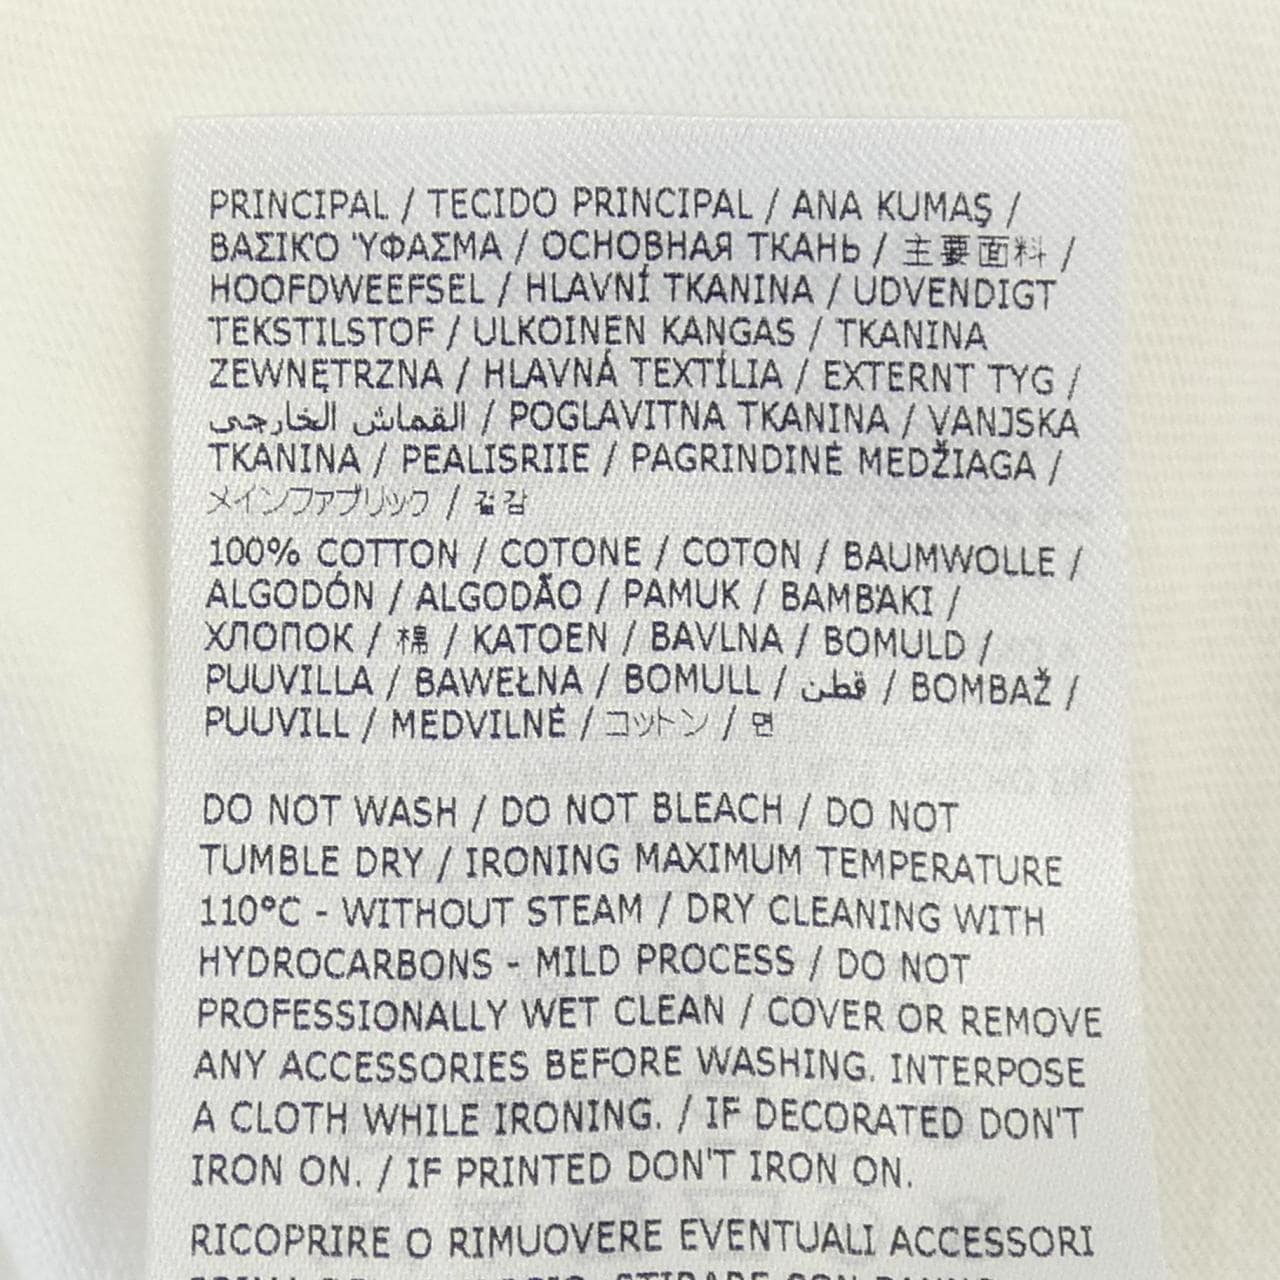 PRINCIPAL / TECIDO PRINCIPAL / ANA KUMAŞ /
ΒΑΣΙΚ'Ο 'ΥΦΑΣΜΑ / ОСНОВНАЯ ТКАНЬ / 主要面料 /
HOOFDWEEFSEL / HLAVNÍ TKANINA / UDVENDIGT
TEKSTILSTOF / ULKOINEN KANGAS / TKANINA
ZEWNĘTRZNA / HLAVNÁ TEXTÍLIA / EXTERNT TYG /
القماش الخارجى / POGLAVITNA TKANINA / VANJSKA
TKANINA / PEALISRIIE / PAGRINDINĖ MEDŽIAGA /
メインファブリック / 겉감
100% COTTON / COTONE / COTON / BAUMWOLLE /
ALGODÓN / ALGODÃO / PAMUK / ΒΑΜΒ'ΑΚΙ /
ХЛОПОК / 棉 / KATOEN / BAVLNA / BOMULD /
PUUVILLA / BAWEŁNA / BOMULL / قطن / BOMBAŽ /
PUUVILL / MEDVILNĖ / コットン / 면
DO NOT WASH / DO NOT BLEACH / DO NOT
TUMBLE DRY / IRONING MAXIMUM TEMPERATURE
110°C - WITHOUT STEAM / DRY CLEANING WITH
HYDROCARBONS - MILD PROCESS / DO NOT
PROFESSIONALLY WET CLEAN / COVER OR REMOVE
ANY ACCESSORIES BEFORE WASHING. INTERPOSE
A CLOTH WHILE IRONING. / IF DECORATED DON'T
IRON ON. / IF PRINTED DON'T IRON ON.
RICOPRIRE O RIMUOVERE EVENTUALI ACCESSORI